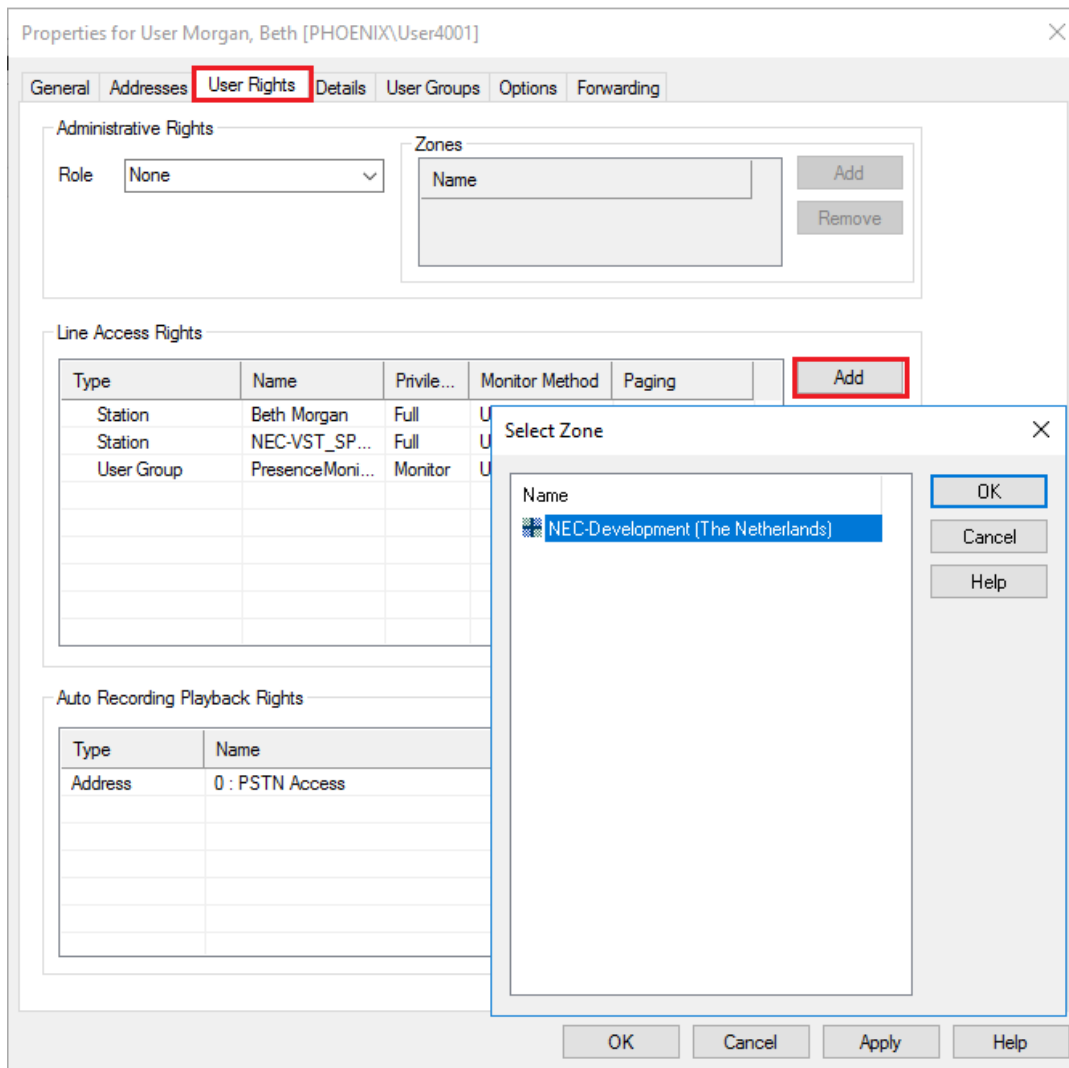 Properties for User Morgan, Beth [PHOENIX\User4001]
General Addresses User Rights Details User Groups Options Forwarding
Administrative Rights
Role None
Zones
Name
Add
Remove
Line Access Rights
Type Name Privile... Monitor Method Paging
Add
Station Beth Morgan Full U
Station NEC-VST_SP... Full U
User Group PresenceMoni... Monitor U
Select Zone
Name
NEC-Development (The Netherlands)
OK
Cancel
Help
Auto Recording Playback Rights
Type Name
Address 0 : PSTN Access
OK Cancel Apply Help